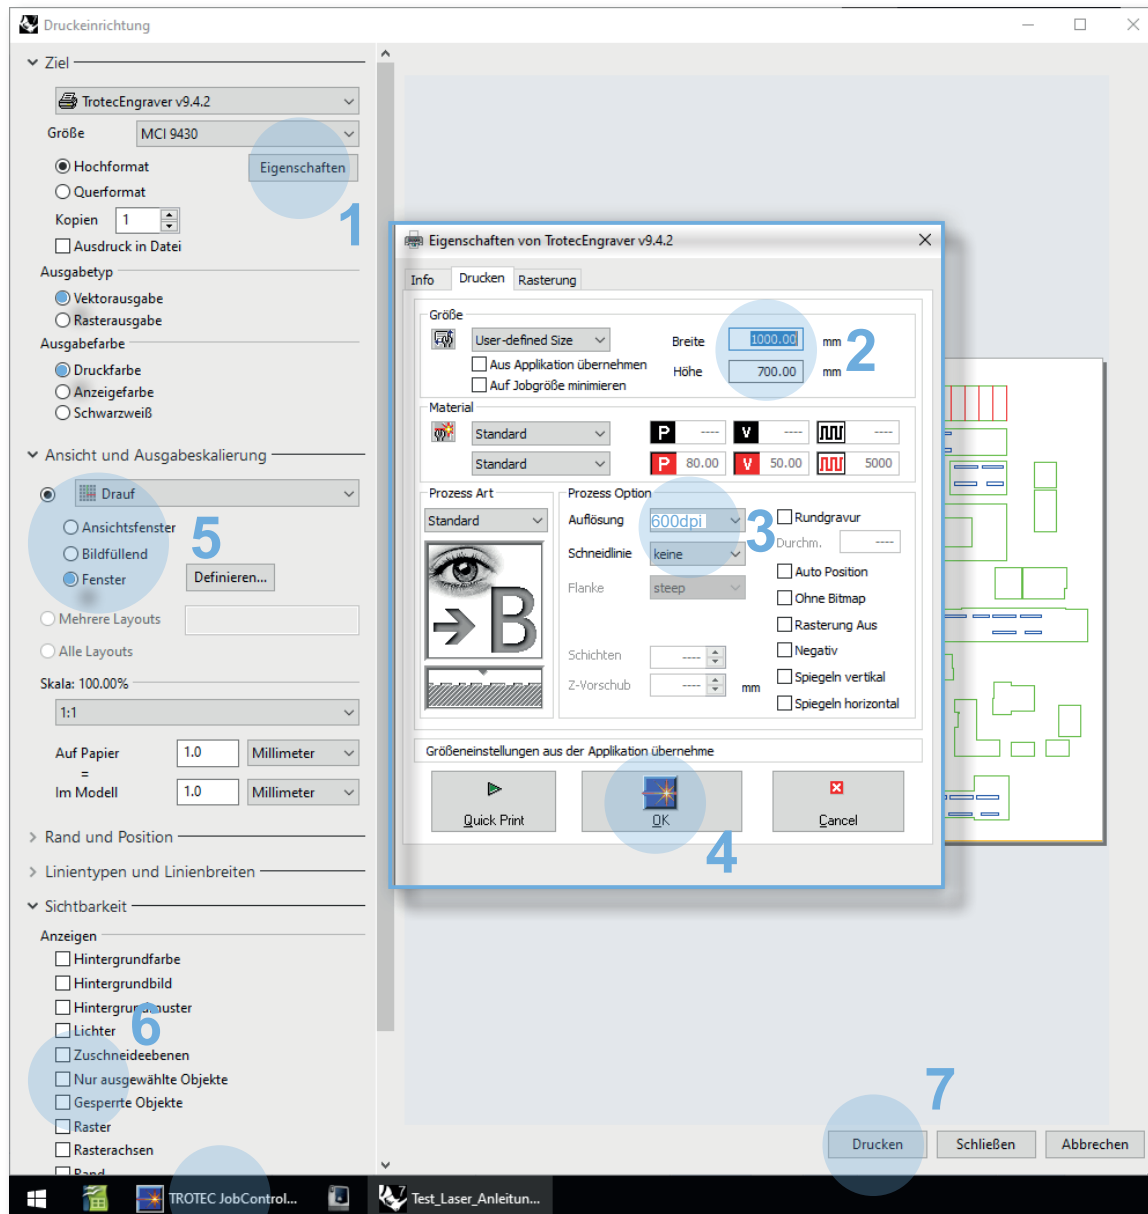 Druckeinrichtung
Ziel
TrotecEngraver v9.4.2
Größe MCI 9430
Hochformat Eigenschaften
Querformat
1
Kopien 1
Ausdruck in Datei
Ausgabetyp
Vektorausgabe
Rasterausgabe
Ausgabefarbe
Druckfarbe
Anzeigefarbe
Schwarzweiß
Ansicht und Ausgabeskalierung
Drauf
Ansichtsfenster
5
Bildfüllend
Fenster Definieren...
Mehrere Layouts
Alle Layouts
Skala: 100.00%
1:1
Auf Papier 1.0 Millimeter
=
Im Modell 1.0 Millimeter
Rand und Position
Linientypen und Linienbreiten
Sichtbarkeit
Anzeigen
Hintergrundfarbe
Hintergrundbild
Hintergrundmuster
6
Lichter
Zuschneideebenen
Nur ausgewählte Objekte
Gesperrte Objekte
Raster
Rasterachsen
Rand
Eigenschaften von TrotecEngraver v9.4.2
Info Drucken Rasterung
Größe
User-defined Size Breite 1000.00 mm
2
Aus Applikation übernehmen
Höhe 700.00 mm
Auf Jobgröße minimieren
Material
Standard P ---- V ---- ----
Standard P 80.00 V 50.00 5000
Prozess Art
Standard
B
Prozess Option
Auflösung 600dpi
3
Rundgravur
Schneidlinie keine
Durchm. ----
Flanke steep
Auto Position
Ohne Bitmap
Rasterung Aus
Negativ
Schichten ----
Spiegeln vertikal
Z-Vorschub ---- mm
Spiegeln horizontal
Größeneinstellungen aus der Applikation übernehme
Quick Print OK Cancel
4
7
Drucken Schließen Abbrechen
TROTEC JobControl... 7 Test_Laser_Anleitun...